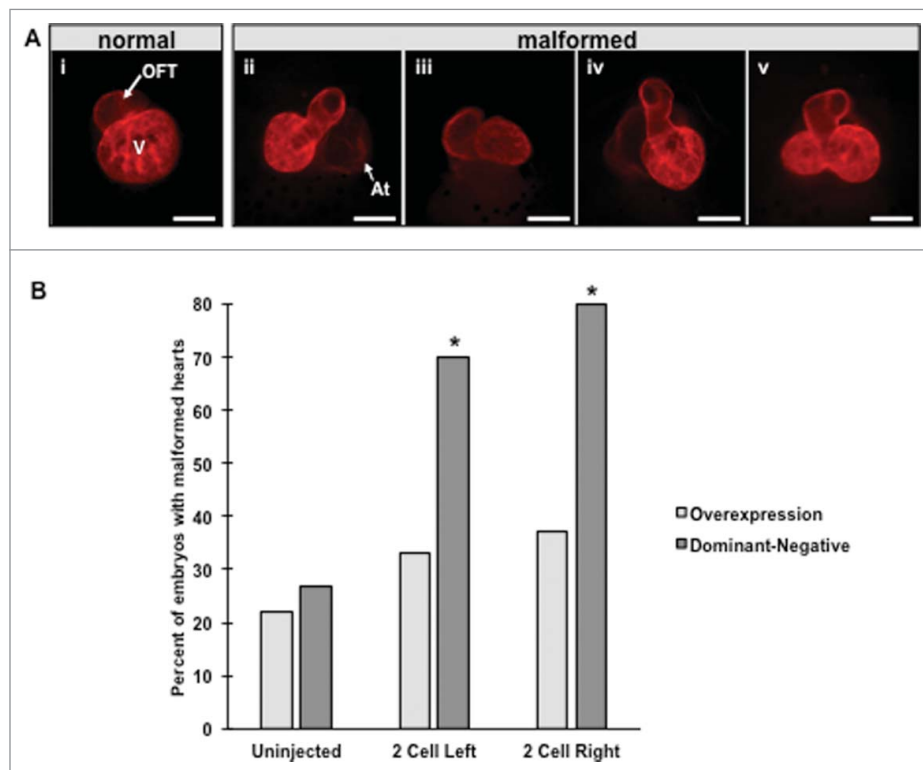 A
normal
malformed
i
OFT
V
ii
At
iii
iv
v
B
Percent of embryos with malformed hearts
80
70
60
50
40
30
20
10
0
*
*
Uninjected
2 Cell Left
2 Cell Right
Overexpression
Dominant-Negative